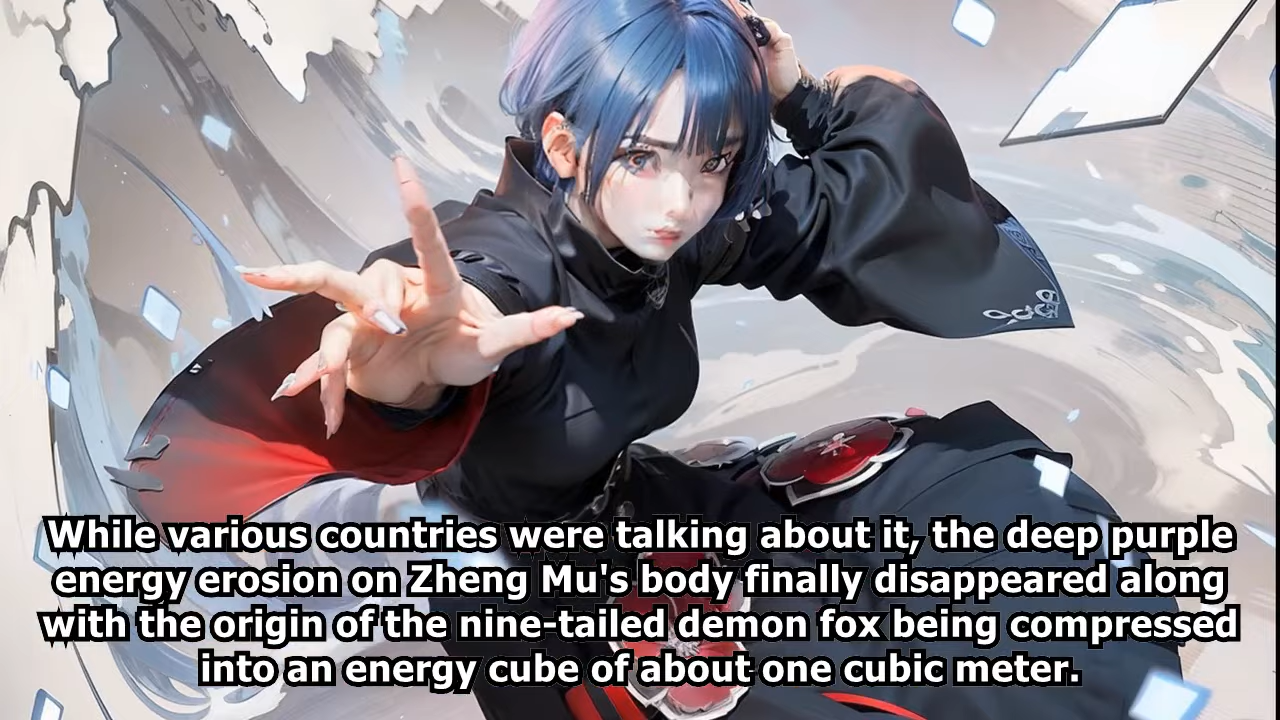 While various countries were talking about it, the deep purple
energy erosion on Zheng Mu's body finally disappeared along
with the origin of the nine-tailed demon fox being compressed
into an energy cube of about one cubic meter.